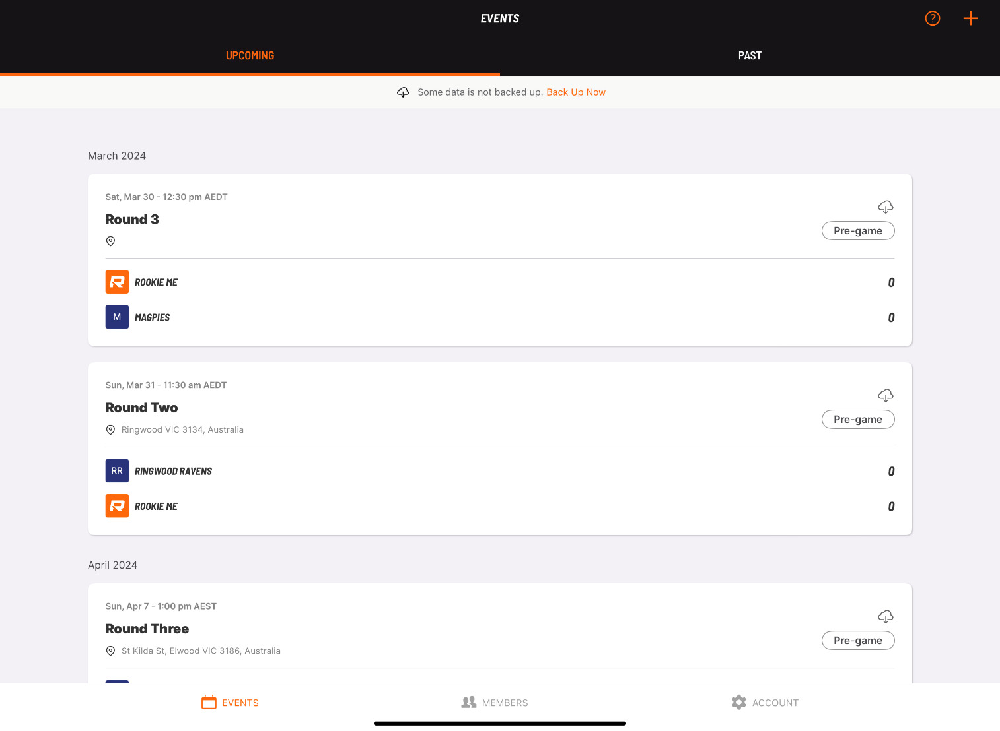 EVENTS
?
UPCOMING
PAST
Some data is not backed up. Back Up Now
March 2024
Sat, Mar 30 - 12:30 pm AEDT
Round 3
Pre-game
R ROOKIE ME 0
M MAGPIES 0
Sun, Mar 31 - 11:30 am AEDT
Round Two
Pre-game
Ringwood VIC 3134, Australia
RR RINGWOOD RAVENS 0
R ROOKIE ME 0
April 2024
Sun, Apr 7 - 1:00 pm AEST
Round Three
Pre-game
St Kilda St, Elwood VIC 3186, Australia
EVENTS MEMBERS ACCOUNT